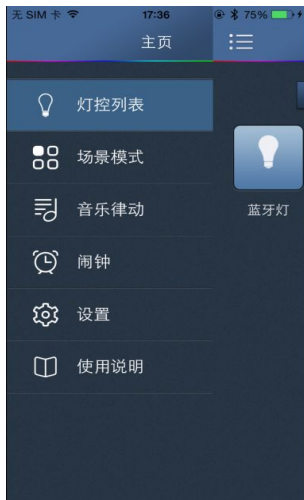 无 SIM 卡 17:36 75%
主页
灯控列表
场景模式
蓝牙灯
音乐律动
闹钟
设置
使用说明